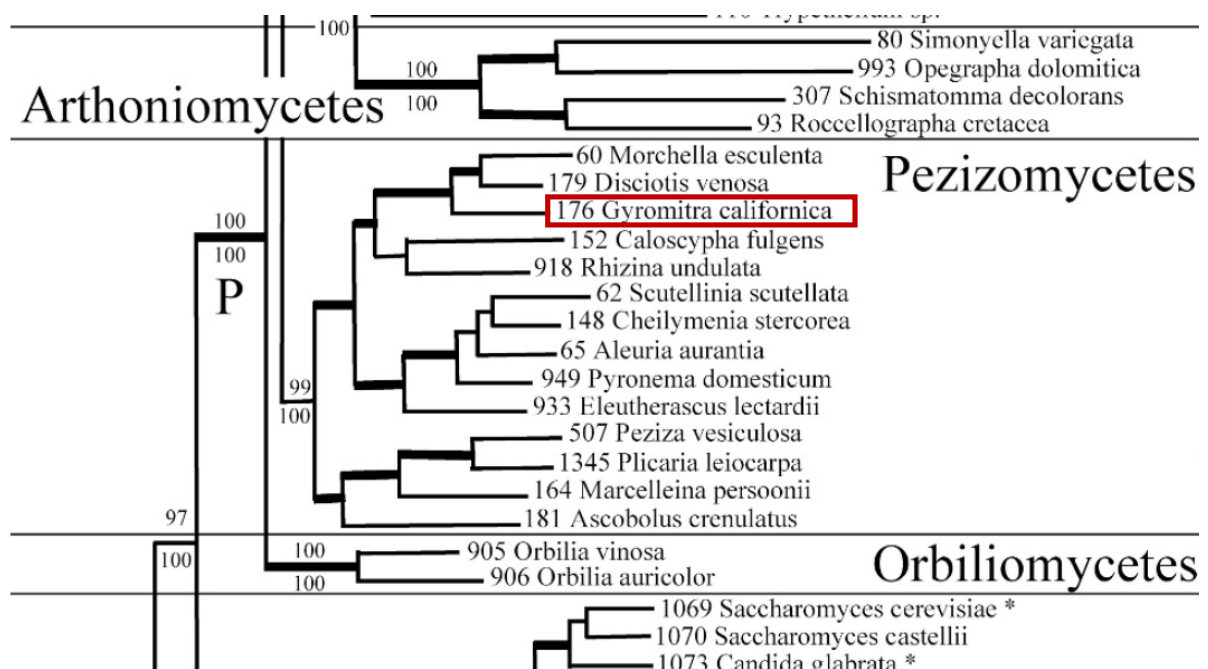 100
80 Simonyella variegata
100
993 Opegrapha dolomitica
Arthoniomycetes
100
307 Schismatomma decolorans
93 Roccellographa cretacea
60 Morchella esculenta
Pezizomycetes
179 Disciotis venosa
176 Gyromitra californica
100
152 Caloscypha fulgens
100
918 Rhizina undulata
P
62 Scutellinia scutellata
148 Cheilymenia stercorea
65 Aleuria aurantia
949 Pyronema domesticum
99
933 Eleutherascus lectardii
100
507 Peziza vesiculosa
1345 Plicaria leiocarpa
164 Marcelleina persoonii
181 Ascobolus crenulatus
97
100
905 Orbilia vinosa
Orbiliomycetes
100
906 Orbilia auricolor
100
1069 Saccharomyces cerevisiae *
1070 Saccharomyces castellii
1073 Candida glabrata *